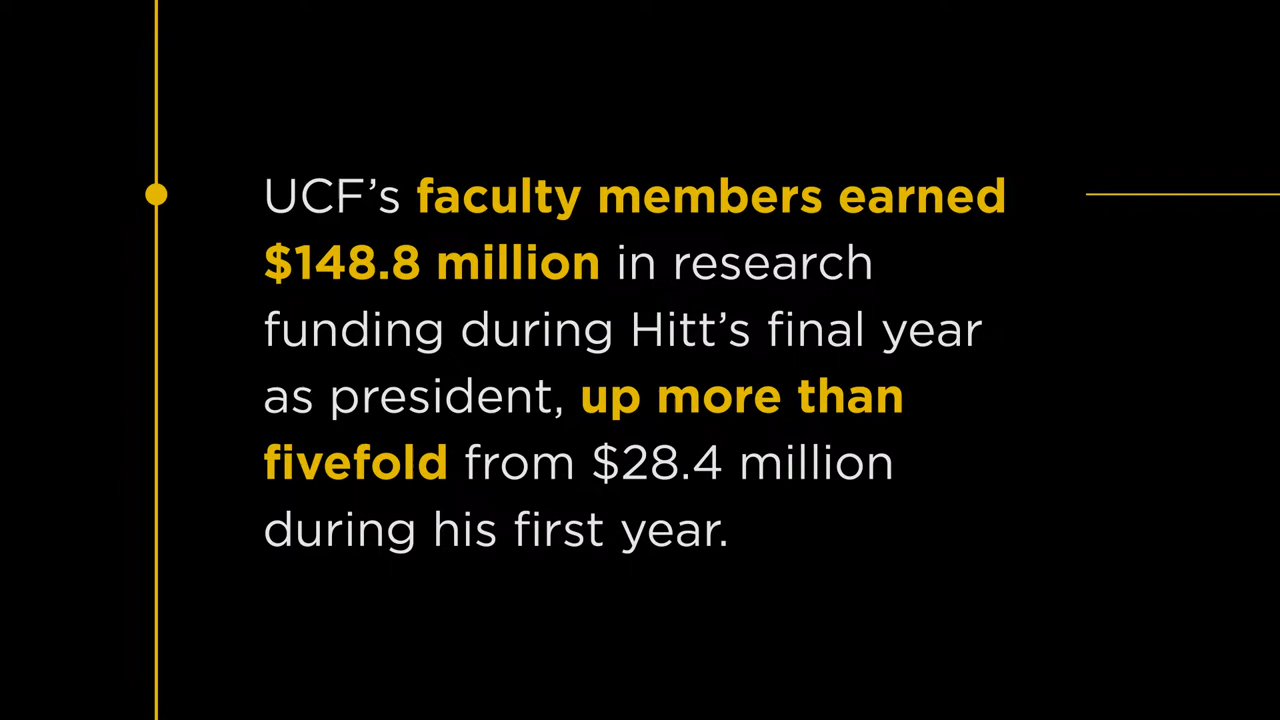 UCF’s faculty members earned
$148.8 million in research
funding during Hitt’s final year
as president, up more than
fivefold from $28.4 million
during his first year.